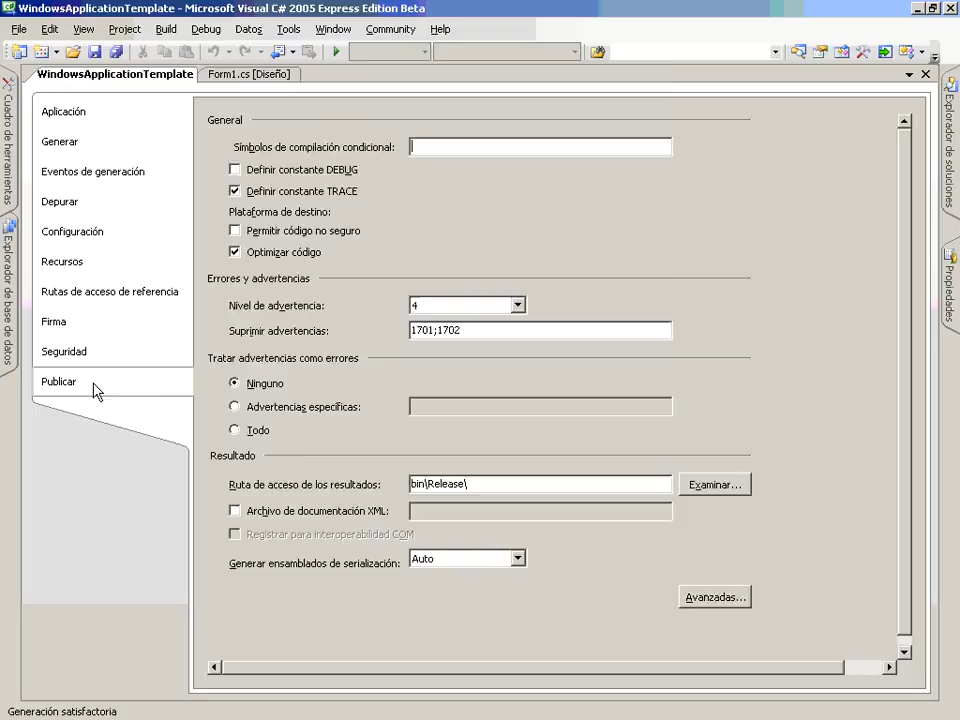 WindowsApplicationTemplate - Microsoft Visual C# 2005 Express Edition Beta
File Edit View Project Build Debug Datos Tools Window Community Help
WindowsApplicationTemplate Form1.cs [Diseño]
Cuadro de herramientas
Explorador de base de datos
Aplicación
Generar
Eventos de generación
Depurar
Configuración
Recursos
Rutas de acceso de referencia
Firma
Seguridad
Publicar
General
Símbolos de compilación condicional:
Definir constante DEBUG
Definir constante TRACE
Plataforma de destino:
Permitir código no seguro
Optimizar código
Errores y advertencias
Nivel de advertencia: 4
Suprimir advertencias: 1701;1702
Tratar advertencias como errores
Ninguno
Advertencias específicas:
Todo
Resultado
Ruta de acceso de los resultados: bin\Release\ Examinar...
Archivo de documentación XML:
Registrar para interoperabilidad COM
Generar ensamblados de serialización: Auto
Avanzadas...
Explorador de soluciones
Propiedades
Generación satisfactoria